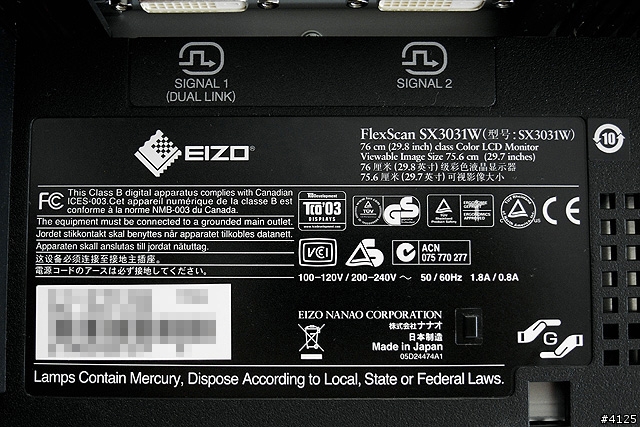 SIGNAL 1
(DUAL LINK)
SIGNAL 2
EIZO
FlexScan SX3031W(型号: SX3031W)
76 cm (29.8 inch) class Color LCD Monitor
Viewable Image Size 75.6 cm (29.7 inches)
76 厘米 (29.8英寸) 级彩色液晶显示器
75.6 厘米 (29.7英寸) 可视影像大小
10
FC
This Class B digital apparatus complies with Canadian
ICES-003.Cet appareil numérique de la classe B est
conforme à la norme NMB-003 du Canada.
The equipment must be connected to a grounded main outlet.
Jordet stikkontakt skal benyttes når apparatet tilkobles datanett.
Apparaten skall anslutas till jordat nätuttag.
这设备必须连接至接地主插座。
電源コードのアースは必ず接地してください。
TCO'03
DISPLAYS
TÜV
GS
CE
VCI
ACN
075 770 277
100-120V / 200-240V ～ 50 / 60Hz 1.8A / 0.8A
EIZO NANAO CORPORATION
株式会社 ナナオ
日本制造
Made in Japan
05D24474A1
G
Lamps Contain Mercury, Dispose According to Local, State or Federal Laws.
#4125